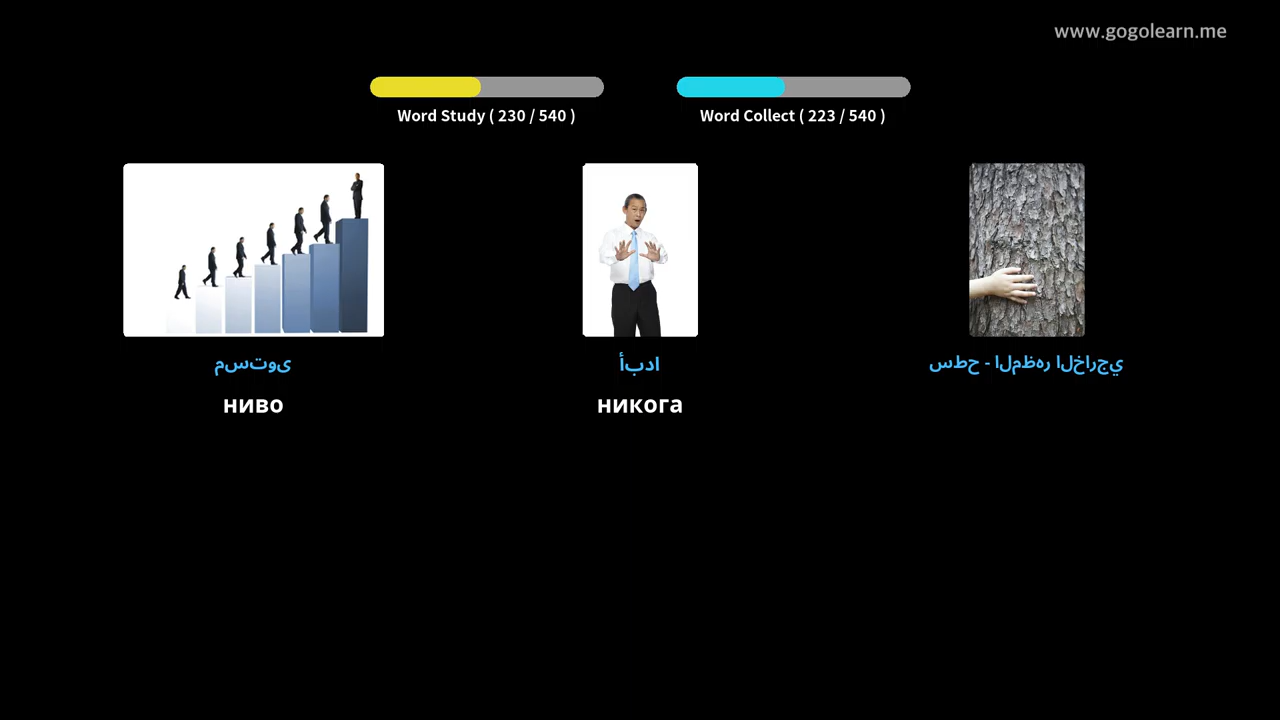 www.gogolearn.me
Word Study ( 230 / 540 )
Word Collect ( 223 / 540 )
مستوى
أبدا
سطح - المظهر الخارجي
ниво
никога